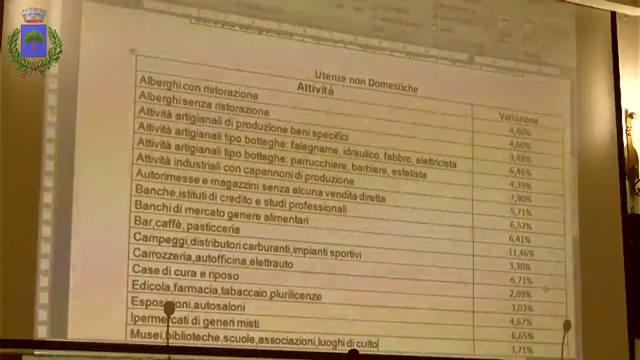 Utenze non Domestiche
Attività
Variazione
Alberghi con ristorazione
4,40%
Alberghi senza ristorazione
4,60%
Attività artigianali di produzione beni specifici
3,48%
Attività artigianali tipo botteghe: falegname, idraulico, fabbro, elettricista
-6,46%
Attività artigianali tipo botteghe: parrucchiere, barbiere, estetista
4,39%
Attività industriali con capannoni di produzione
-7,90%
Autorimesse e magazzini senza alcuna vendita diretta
-5,71%
Banche,istituti di credito e studi professionali
6,52%
Banchi di mercato genere alimentari
6,41%
Bar,caffè, pasticceria
-11,46%
Campeggi,distributori carburanti,impianti sportivi
3,30%
Carrozzeria,autofficina,elettrauto
6,71%
Case di cura e riposo
2,09%
Edicola,farmacia,tabaccaio,plurilicenze
3,03%
Esposizioni,autosaloni
4,67%
Ipermercati di generi misti
-6,65%
Musei,biblioteche,scuole,associazioni,luoghi di culto
3,71%